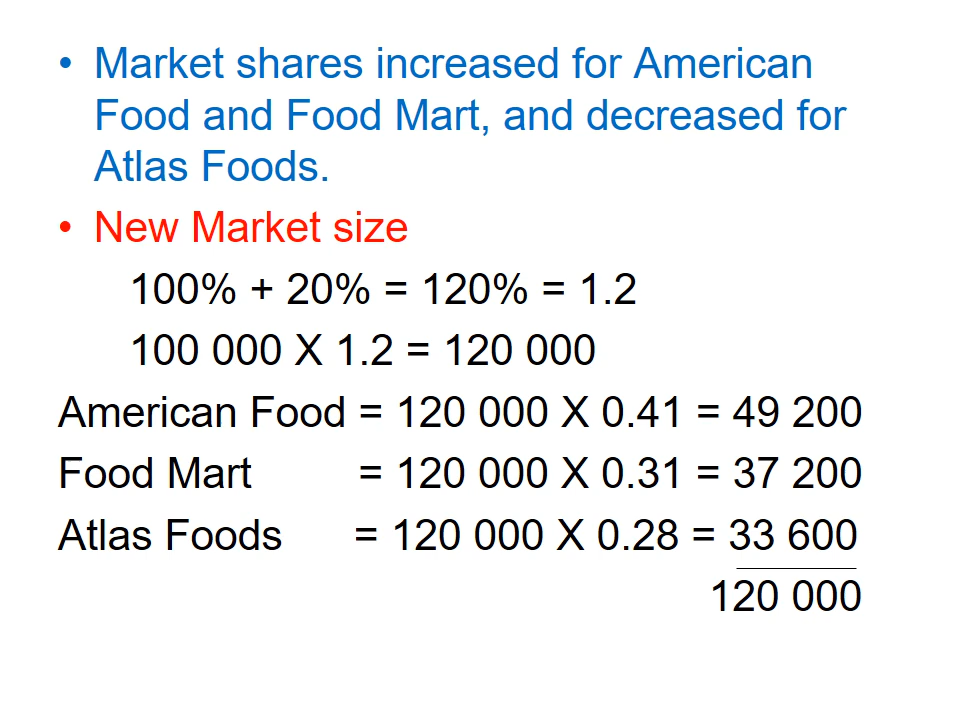 • Market shares increased for American
Food and Food Mart, and decreased for
Atlas Foods.
• New Market size
100% + 20% = 120% = 1.2
100 000 X 1.2 = 120 000
American Food = 120 000 X 0.41 = 49 200
Food Mart = 120 000 X 0.31 = 37 200
Atlas Foods = 120 000 X 0.28 = 33 600
120 000